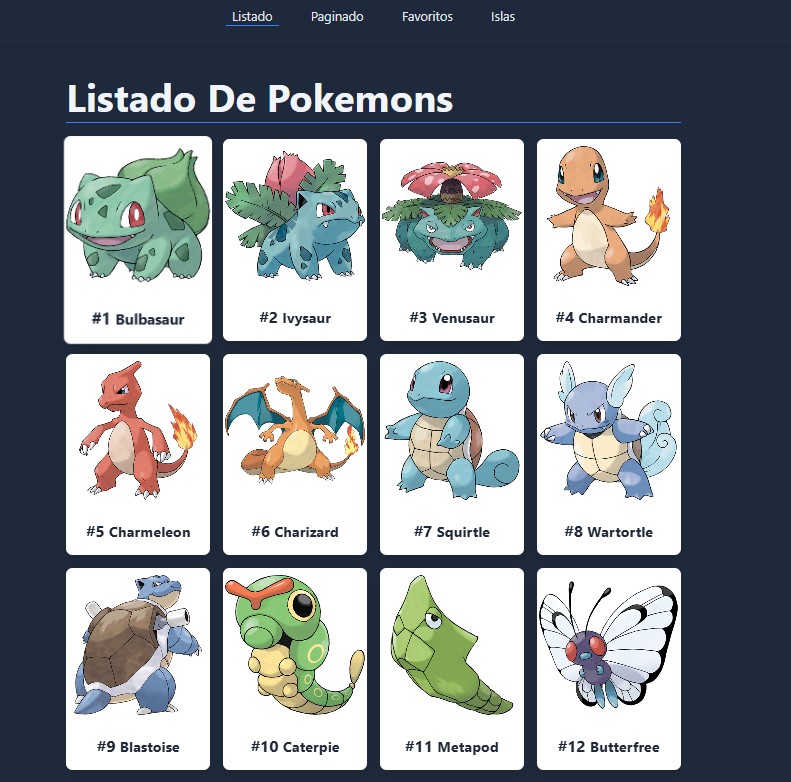 Listado Paginado Favoritos Islas
Listado De Pokemons
#1 Bulbasaur
#2 Ivysaur
#3 Venusaur
#4 Charmander
#5 Charmeleon
#6 Charizard
#7 Squirtle
#8 Wartortle
#9 Blastoise
#10 Caterpie
#11 Metapod
#12 Butterfree